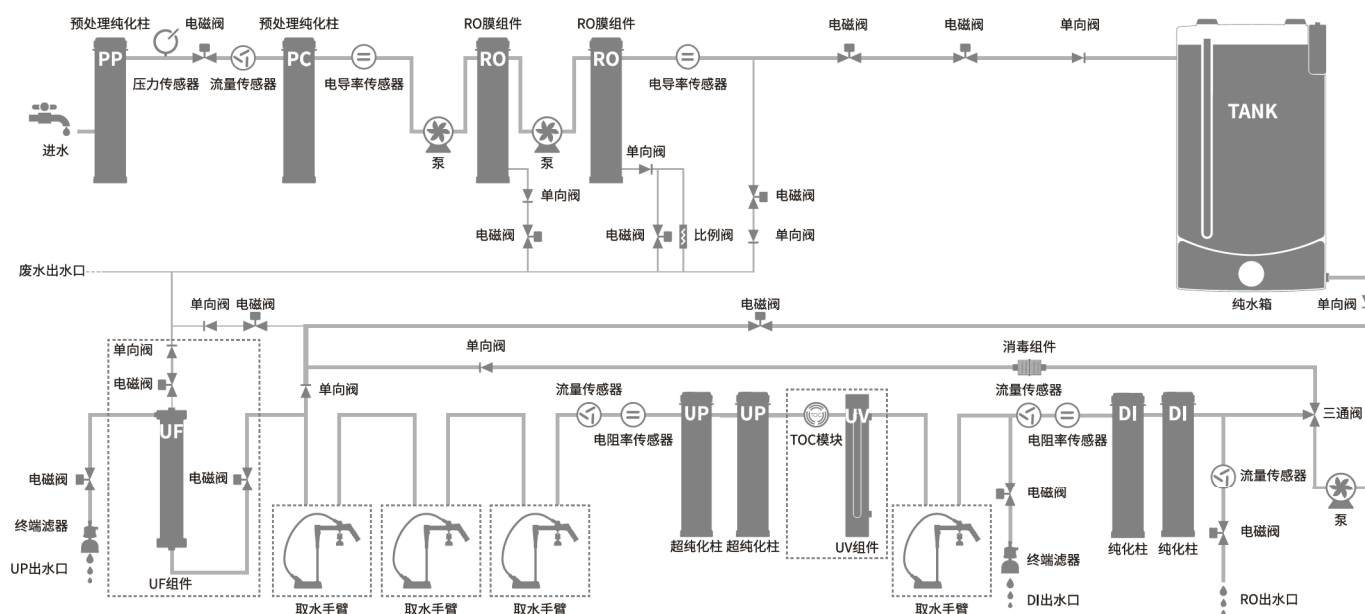 预处理纯化柱
电磁阀
预处理纯化柱
RO膜组件
RO膜组件
电磁阀
电磁阀
单向阀
PP
PC
RO
RO
压力传感器
流量传感器
电导率传感器
电导率传感器
TANK
进水
泵
泵
单向阀
单向阀
电磁阀
电磁阀
电磁阀
比例阀
单向阀
废水出水口
纯水箱
单向阀
单向阀
电磁阀
电磁阀
单向阀
单向阀
消毒组件
电磁阀
单向阀
流量传感器
流量传感器
UF
UP
UP
UV
DI
DI
三通阀
电阻率传感器
TOC模块
电阻率传感器
电磁阀
电磁阀
流量传感器
电磁阀
泵
终端滤器
电磁阀
超纯化柱
超纯化柱
UV组件
纯化柱
纯化柱
终端滤器
UP出水口
UF组件
DI出水口
RO出水口
取水手臂
取水手臂
取水手臂
取水手臂